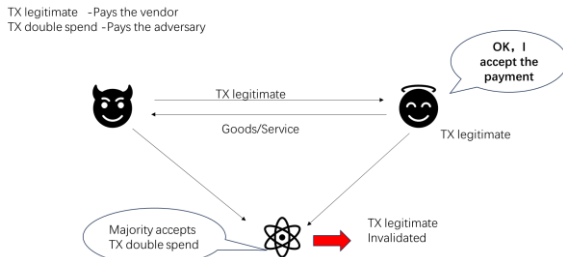 TX legitimate -Pays the vendor
TX double spend -Pays the adversary
OK, I
accept the
payment
TX legitimate
Goods/Service
TX legitimate
Majority accepts
TX double spend
TX legitimate
Invalidated